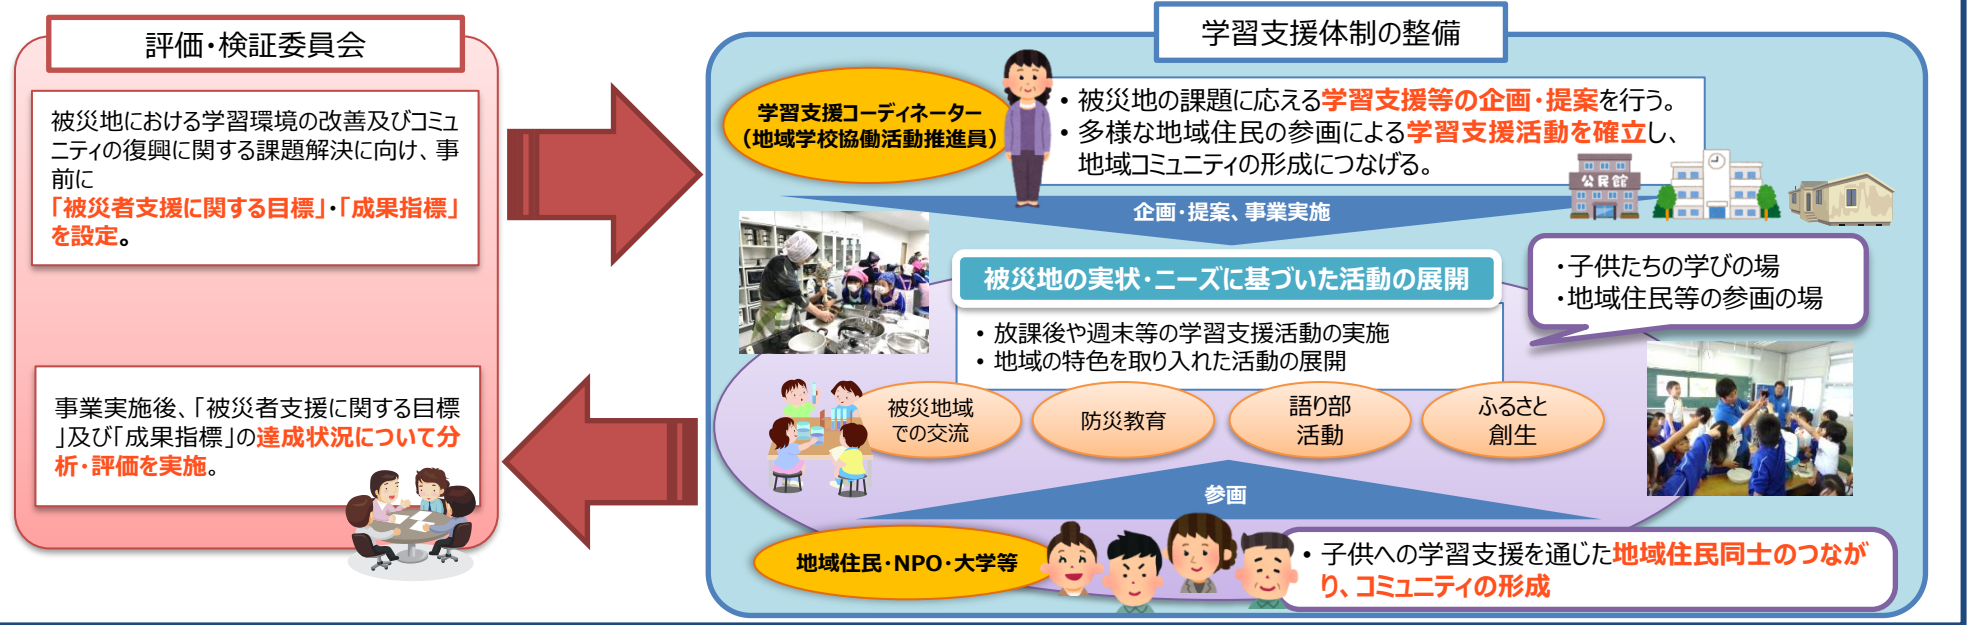 評価・検証委員会
被災地における学習環境の改善及びコミュ
ニティの復興に関する課題解決に向け、事
前に
「被災者支援に関する目標」・「成果指標」
を設定。
事業実施後、「被災者支援に関する目標
」及び「成果指標」の達成状況について分
析・評価を実施。
学習支援体制の整備
学習支援コーディネーター
（地域学校協働活動推進員）
・被災地の課題に応える学習支援等の企画・提案を行う。
・多様な地域住民の参画による学習支援活動を確立し、
地域コミュニティの形成につなげる。
公民館
企画・提案、事業実施
被災地の実状・ニーズに基づいた活動の展開
・子供たちの学びの場
・地域住民等の参画の場
・放課後や週末等の学習支援活動の実施
・地域の特色を取り入れた活動の展開
被災地域
での交流
防災教育
語り部
活動
ふるさと
創生
参画
地域住民・NPO・大学等
・子供への学習支援を通じた地域住民同士のつなが
り、コミュニティの形成